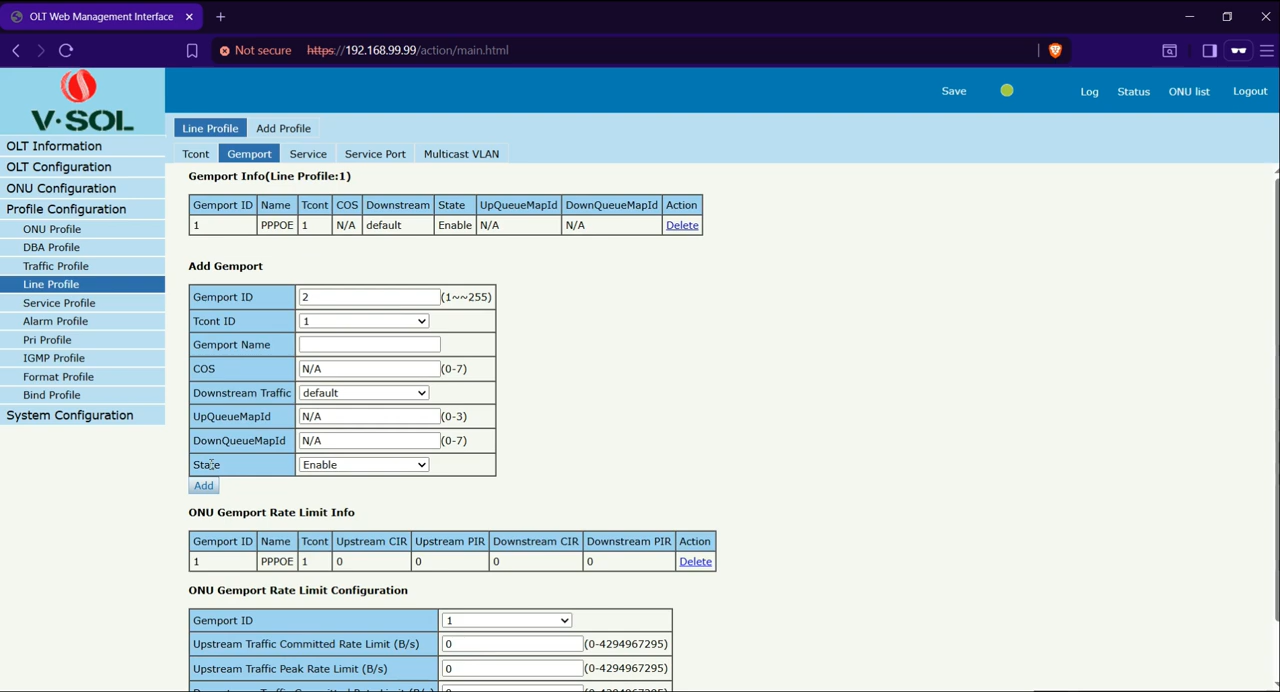 OLT Web Management Interface
Not secure https://192.168.99.99/action/main.html
V·SOL
Save Log Status ONU list Logout
Line Profile Add Profile
Tcont Gemport Service Service Port Multicast VLAN
OLT Information
OLT Configuration
ONU Configuration
Profile Configuration
ONU Profile
DBA Profile
Traffic Profile
Line Profile
Service Profile
Alarm Profile
Pri Profile
IGMP Profile
Format Profile
Bind Profile
System Configuration
Gemport Info(Line Profile:1)
Gemport ID Name Tcont COS Downstream State UpQueueMapId DownQueueMapId Action
1 PPPOE 1 N/A default Enable N/A N/A Delete
Add Gemport
Gemport ID 2 (1~~255)
Tcont ID 1
Gemport Name
COS N/A (0-7)
Downstream Traffic default
UpQueueMapId N/A (0-3)
DownQueueMapId N/A (0-7)
State Enable
Add
ONU Gemport Rate Limit Info
Gemport ID Name Tcont Upstream CIR Upstream PIR Downstream CIR Downstream PIR Action
1 PPPOE 1 0 0 0 0 Delete
ONU Gemport Rate Limit Configuration
Gemport ID 1
Upstream Traffic Committed Rate Limit (B/s) 0 (0-4294967295)
Upstream Traffic Peak Rate Limit (B/s) 0 (0-4294967295)